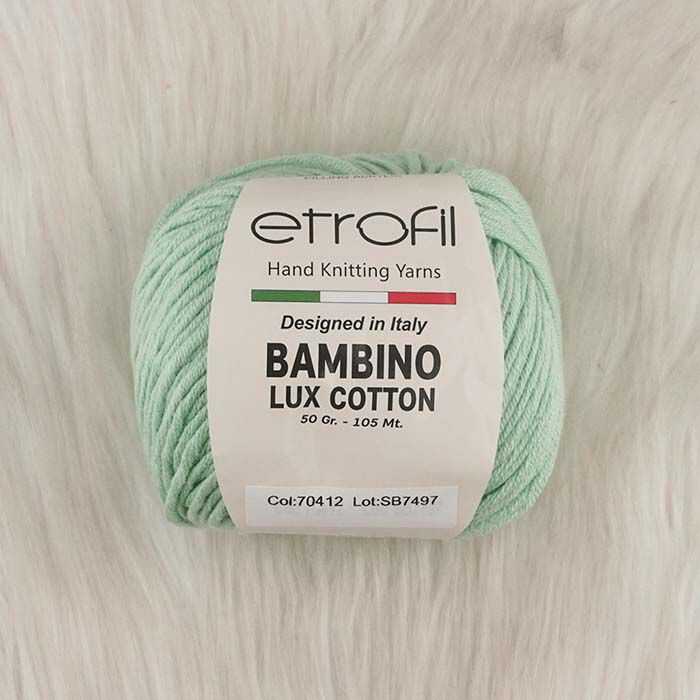 etrofil
Hand Knitting Yarns
Designed in Italy
BAMBINO
LUX COTTON
50 Gr. - 105 Mt.
Col:70412 Lot:SB7497